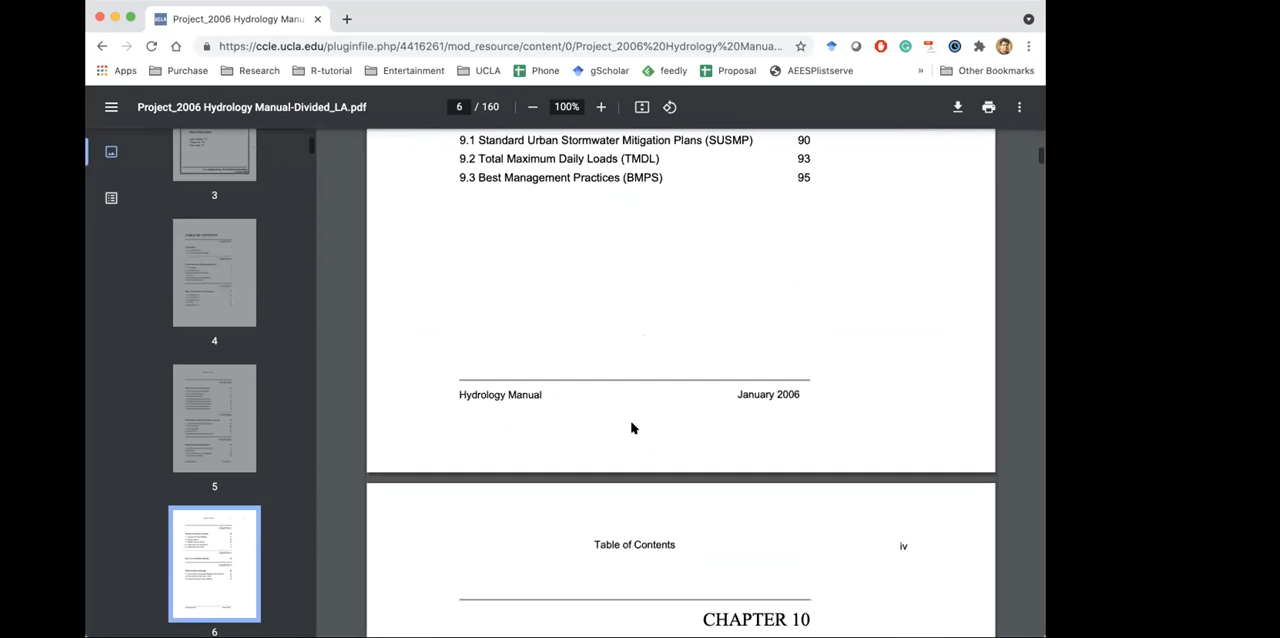 UCLA Project_2006 Hydrology Manu
https://ccle.ucla.edu/pluginfile.php/4416261/mod_resource/content/0/Project_2006%20Hydrology%20Manua...
Apps Purchase Research R-tutorial Entertainment UCLA Phone gScholar feedly Proposal AEESPlistserve » Other Bookmarks
Project_2006 Hydrology Manual-Divided_LA.pdf 6 / 160 100%
9.1 Standard Urban Stormwater Mitigation Plans (SUSMP) 90
9.2 Total Maximum Daily Loads (TMDL) 93
9.3 Best Management Practices (BMPS) 95
Hydrology Manual January 2006
Table of Contents iv
CHAPTER 10
3
4
5
6